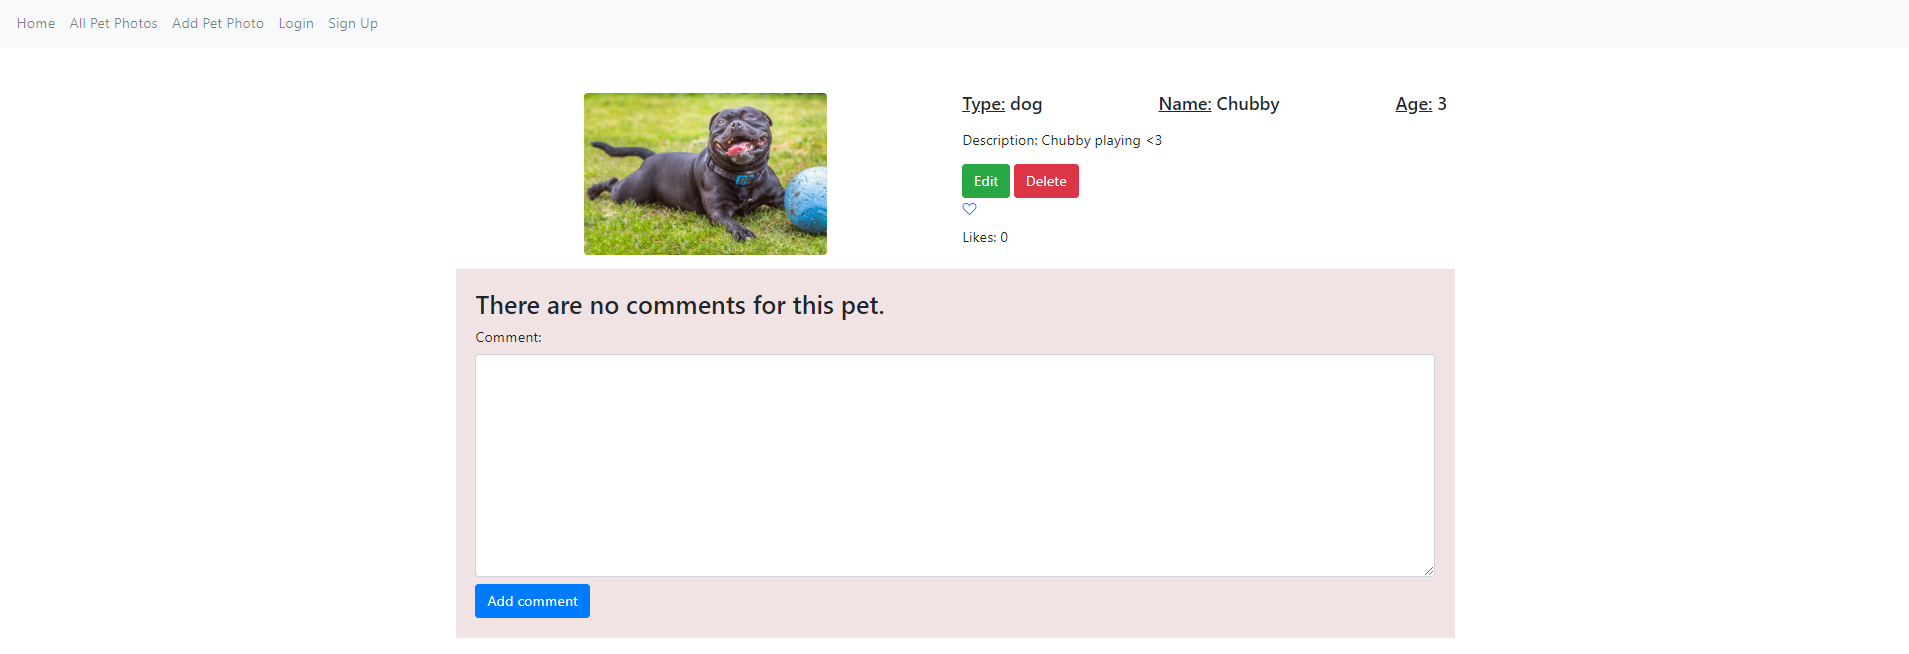 Home All Pet Photos Add Pet Photo Login Sign Up
Type: dog Name: Chubby Age: 3
Description: Chubby playing <3
Edit Delete
Likes: 0
There are no comments for this pet.
Comment:
Add comment